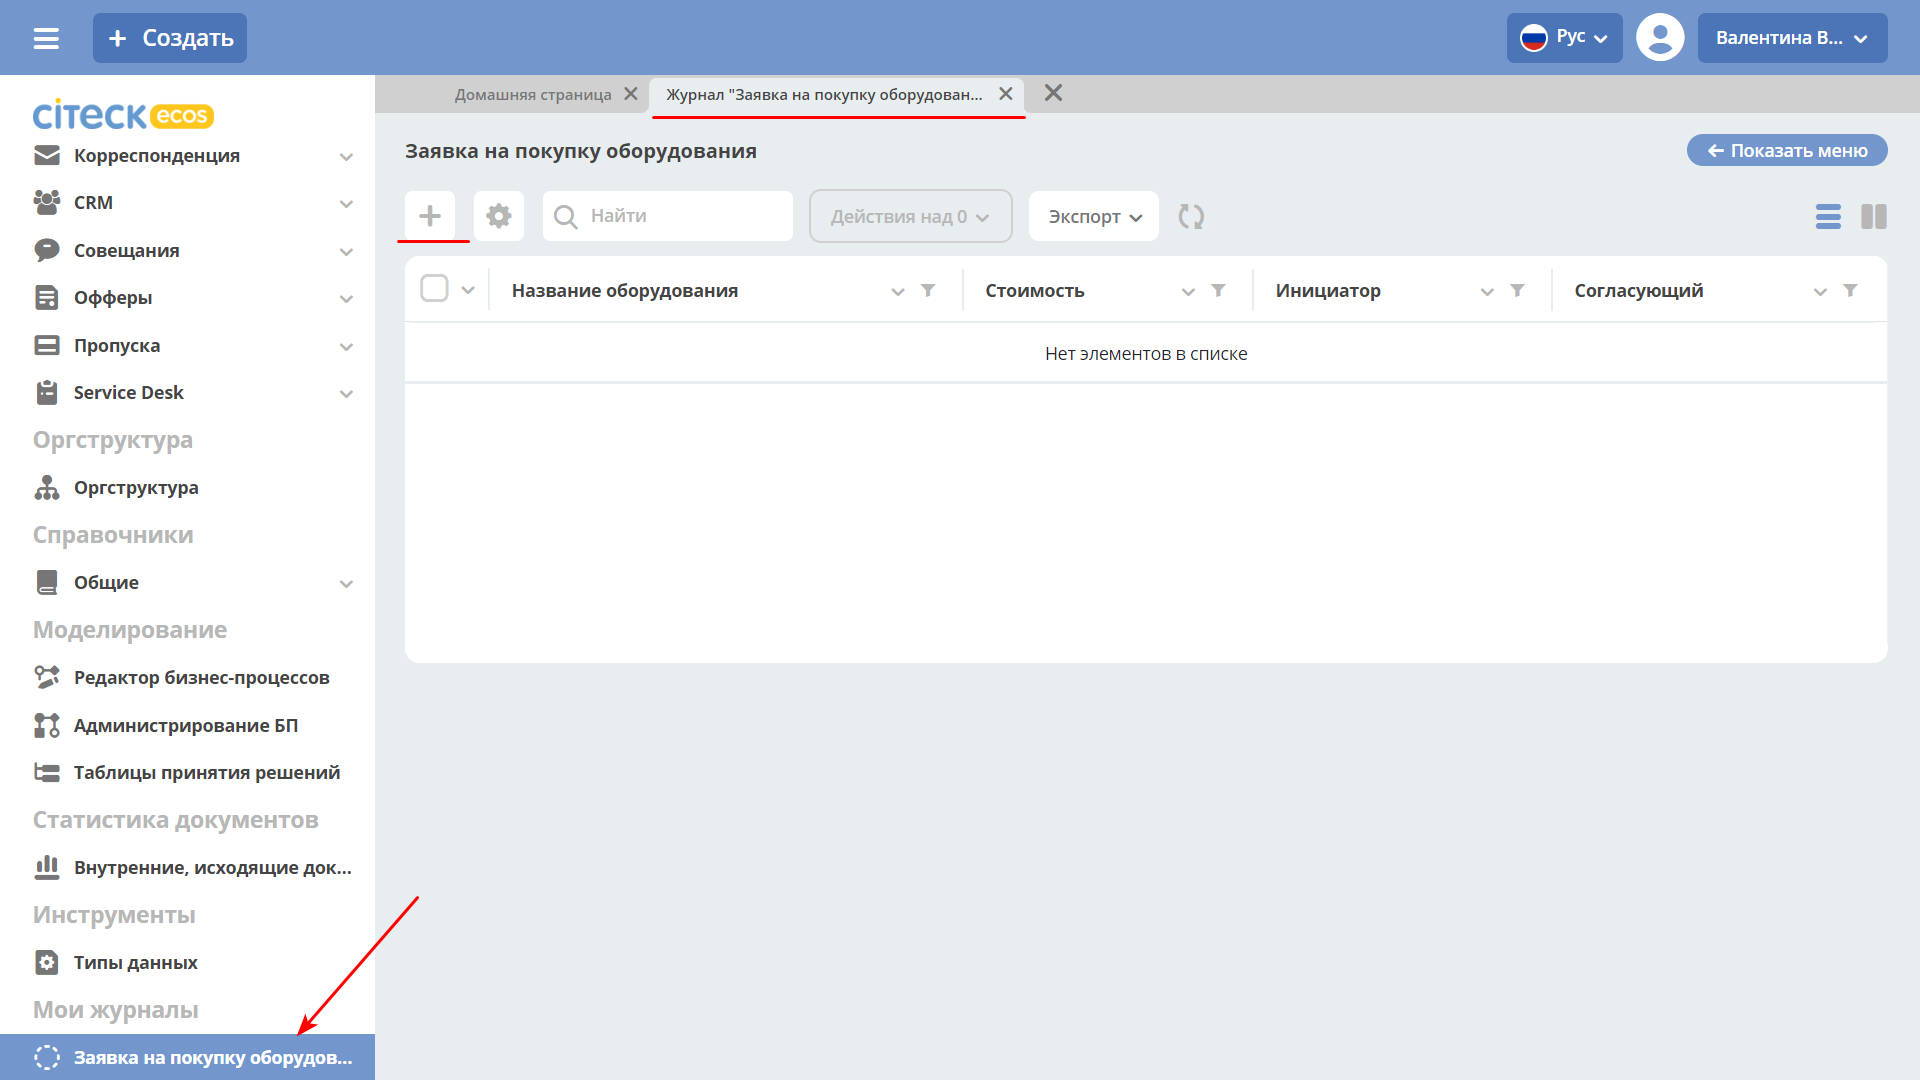 Создать
Рус
Валентина В...
citeck ecos
Корреспонденция
CRM
Совещания
Офферы
Пропуска
Service Desk
Оргструктура
Оргструктура
Справочники
Общие
Моделирование
Редактор бизнес-процессов
Администрирование БП
Таблицы принятия решений
Статистика документов
Внутренние, исходящие док...
Инструменты
Типы данных
Мои журналы
Заявка на покупку оборудов...
Домашняя страница
Журнал "Заявка на покупку оборудован...
Заявка на покупку оборудования
Показать меню
Найти
Действия над 0
Экспорт
Название оборудования
Стоимость
Инициатор
Согласующий
Нет элементов в списке